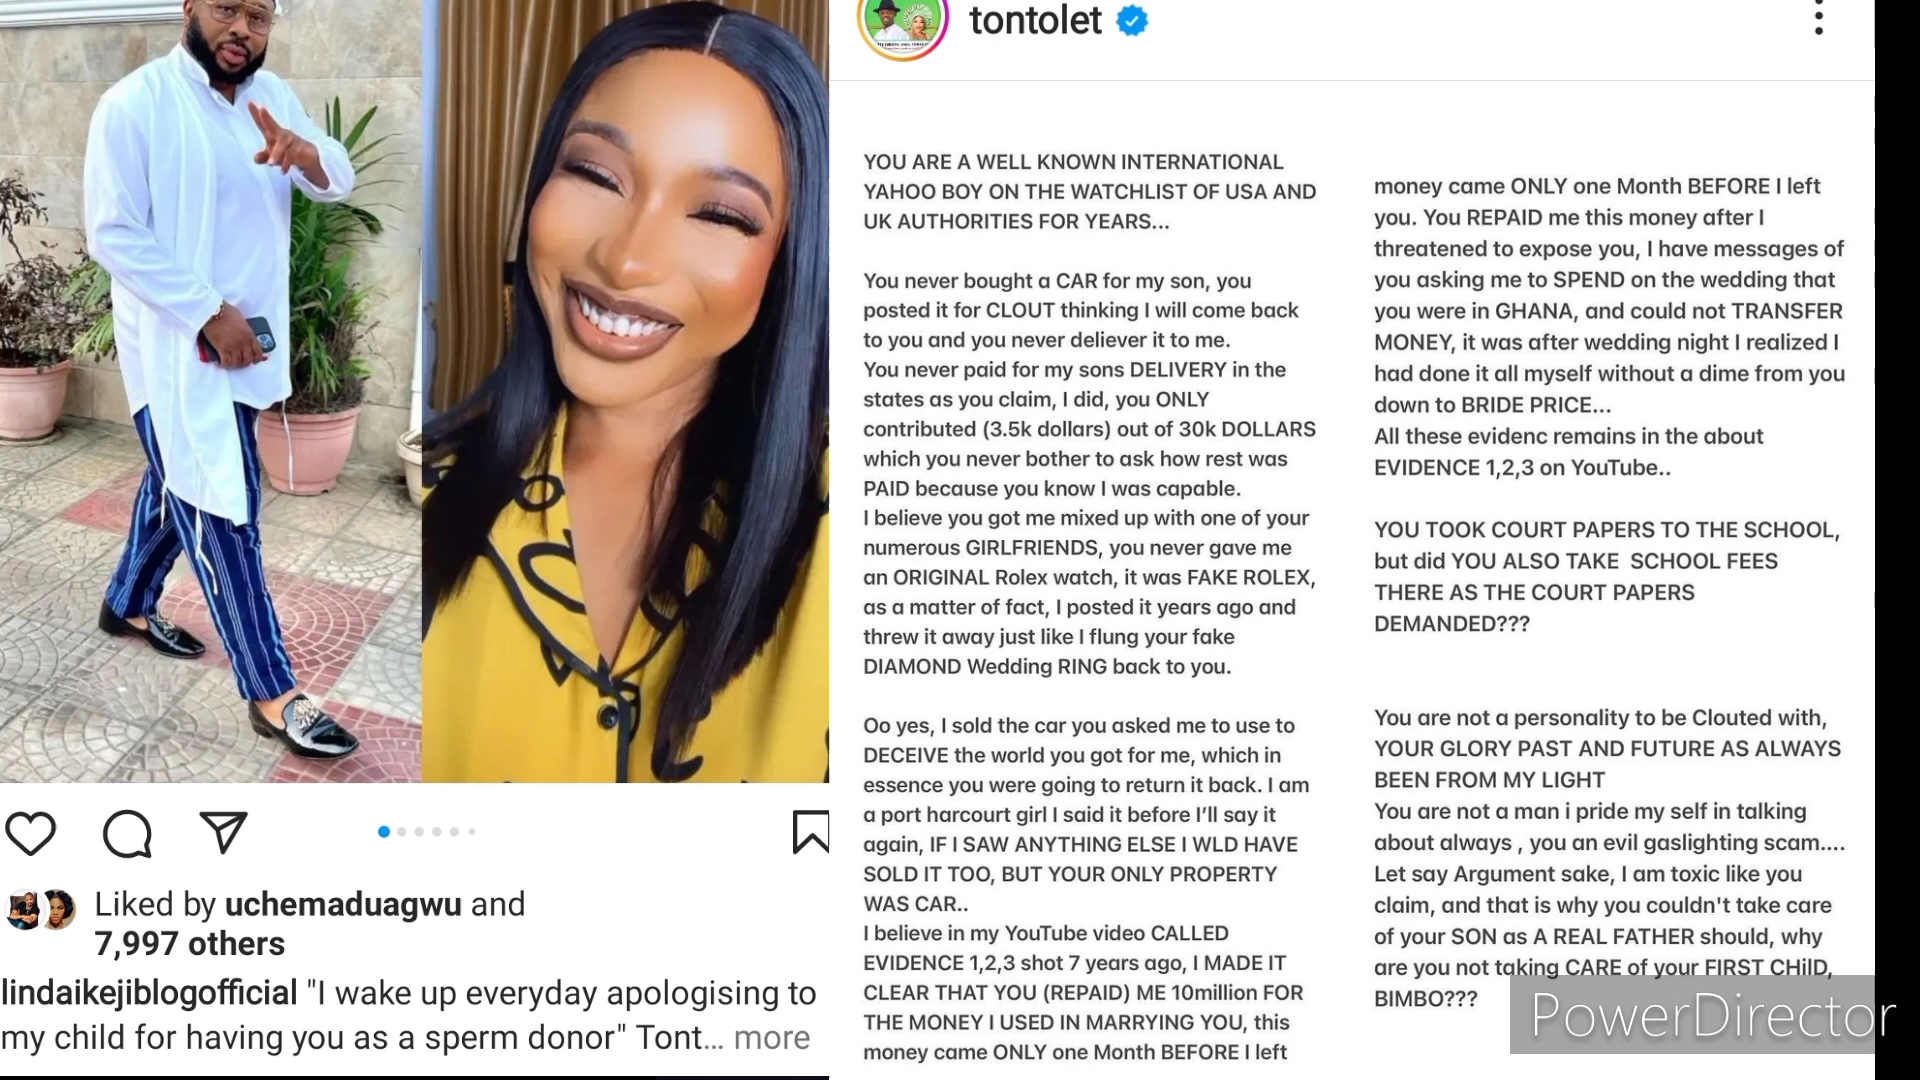 Liked by uchemaduagwu and
7,997 others
lindaikejiblogofficial "I wake up everyday apologising to
my child for having you as a sperm donor" Tont... more
tontolet
YOU ARE A WELL KNOWN INTERNATIONAL
YAHOO BOY ON THE WATCHLIST OF USA AND
UK AUTHORITIES FOR YEARS...
You never bought a CAR for my son, you
posted it for CLOUT thinking I will come back
to you and you never deliever it to me.
You never paid for my sons DELIVERY in the
states as you claim, I did, you ONLY
contributed (3.5k dollars) out of 30k DOLLARS
which you never bother to ask how rest was
PAID because you know I was capable.
I believe you got me mixed up with one of your
numerous GIRLFRIENDS, you never gave me
an ORIGINAL Rolex watch, it was FAKE ROLEX,
as a matter of fact, I posted it years ago and
threw it away just like I flung your fake
DIAMOND Wedding RING back to you.
Oo yes, I sold the car you asked me to use to
DECEIVE the world you got for me, which in
essence you were going to return it back. I am
a port harcourt girl I said it before I'll say it
again, IF I SAW ANYTHING ELSE I WLD HAVE
SOLD IT TOO, BUT YOUR ONLY PROPERTY
WAS CAR..
I believe in my YouTube video CALLED
EVIDENCE 1,2,3 shot 7 years ago, I MADE IT
CLEAR THAT YOU (REPAID) ME 10million FOR
THE MONEY I USED IN MARRYING YOU, this
money came ONLY one Month BEFORE I left
money came ONLY one Month BEFORE I left
you. You REPAID me this money after I
threatened to expose you, I have messages of
you asking me to SPEND on the wedding that
you were in GHANA, and could not TRANSFER
MONEY, it was after wedding night I realized I
had done it all myself without a dime from you
down to BRIDE PRICE...
All these evidenc remains in the about
EVIDENCE 1,2,3 on YouTube..
YOU TOOK COURT PAPERS TO THE SCHOOL,
but did YOU ALSO TAKE SCHOOL FEES
THERE AS THE COURT PAPERS
DEMANDED???
You are not a personality to be Clouted with,
YOUR GLORY PAST AND FUTURE AS ALWAYS
BEEN FROM MY LIGHT
You are not a man i pride my self in talking
about always , you an evil gaslighting scam....
Let say Argument sake, I am toxic like you
claim, and that is why you couldn't take care
of your SON as A REAL FATHER should, why
are you not taking CARE of your FIRST CHilD,
BIMBO???
PowerDirector